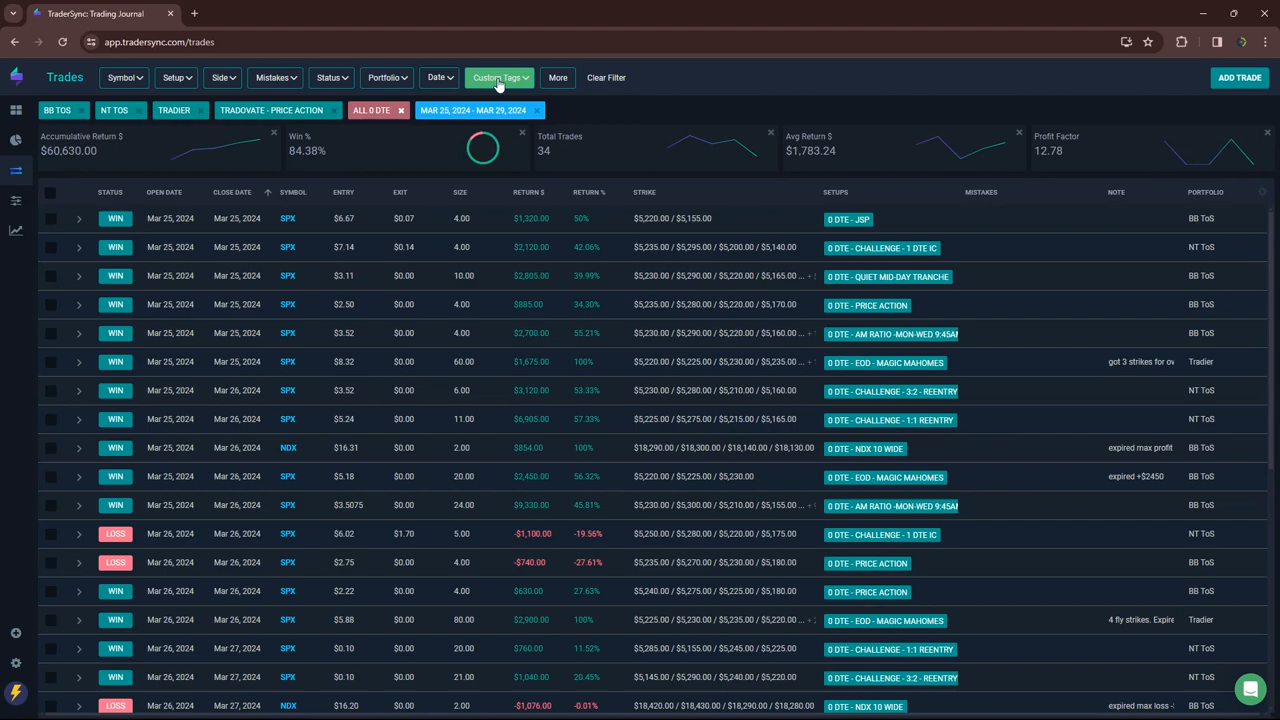 TraderSync: Trading Journal
app.tradersync.com/trades
Trades Symbol Setup Side Mistakes Status Portfolio Date Custom Tags More Clear Filter ADD TRADE
BB TOS × NT TOS × TRADIER × TRADOVATE - PRICE ACTION × ALL 0 DTE × MAR 25, 2024 - MAR 29, 2024 ×
Accumulative Return $ Win % Total Trades Avg Return $ Profit Factor
$60,630.00 84.38% 34 $1,783.24 12.78
STATUS OPEN DATE CLOSE DATE SYMBOL ENTRY EXIT SIZE RETURN $ RETURN % STRIKE SETUPS MISTAKES NOTE PORTFOLIO
WIN Mar 25, 2024 Mar 25, 2024 SPX $6.67 $0.07 4.00 $1,320.00 50% $5,220.00 / $5,155.00 0 DTE - JSP BB ToS
WIN Mar 25, 2024 Mar 25, 2024 SPX $7.14 $0.14 4.00 $2,120.00 42.06% $5,235.00 / $5,295.00 / $5,200.00 / $5,140.00 0 DTE - CHALLENGE - 1 DTE IC NT ToS
WIN Mar 25, 2024 Mar 25, 2024 SPX $3.11 $0.00 10.00 $2,805.00 39.99% $5,230.00 / $5,290.00 / $5,220.00 / $5,165.00 ... 0 DTE - QUIET MID-DAY TRANCHE BB ToS
WIN Mar 25, 2024 Mar 25, 2024 SPX $2.50 $0.00 4.00 $885.00 34.30% $5,235.00 / $5,280.00 / $5,220.00 / $5,170.00 0 DTE - PRICE ACTION BB ToS
WIN Mar 25, 2024 Mar 25, 2024 SPX $3.52 $0.00 4.00 $2,700.00 55.21% $5,230.00 / $5,290.00 / $5,220.00 / $5,165.00 ... 0 DTE - AM RATIO -MON-WED 9:45AM BB ToS
WIN Mar 25, 2024 Mar 25, 2024 SPX $8.32 $0.00 60.00 $1,675.00 100% $5,220.00 / $5,225.00 / $5,230.00 / $5,235.00 ... 0 DTE - EOD - MAGIC MAHOMES got 3 strikes for ov Tradier
WIN Mar 25, 2024 Mar 26, 2024 SPX $3.52 $0.00 6.00 $3,120.00 53.33% $5,230.00 / $5,280.00 / $5,210.00 / $5,160.00 0 DTE - CHALLENGE - 3:2 - REENTRY NT ToS
WIN Mar 25, 2024 Mar 26, 2024 SPX $5.24 $0.00 11.00 $6,905.00 57.33% $5,225.00 / $5,275.00 / $5,215.00 / $5,165.00 0 DTE - CHALLENGE - 1:1 REENTRY NT ToS
WIN Mar 25, 2024 Mar 26, 2024 NDX $16.31 $0.00 2.00 $854.00 100% $18,290.00 / $18,300.00 / $18,140.00 / $18,130.00 0 DTE - NDX 10 WIDE expired max profit BB ToS
WIN Mar 25, 2024 Mar 26, 2024 SPX $5.18 $0.00 20.00 $2,450.00 56.32% $5,220.00 / $5,225.00 / $5,230.00 0 DTE - EOD - MAGIC MAHOMES expired +$2450 BB ToS
WIN Mar 25, 2024 Mar 26, 2024 SPX $3.5075 $0.00 24.00 $9,330.00 45.81% $5,230.00 / $5,300.00 / $5,210.00 / $5,155.00 0 DTE - AM RATIO -MON-WED 9:45AM BB ToS
LOSS Mar 26, 2024 Mar 26, 2024 SPX $6.02 $1.70 5.00 -$1,100.00 -19.56% $5,250.00 / $5,280.00 / $5,220.00 / $5,175.00 0 DTE - CHALLENGE - 1 DTE IC NT ToS
LOSS Mar 26, 2024 Mar 26, 2024 SPX $2.75 $0.00 4.00 -$740.00 -27.61% $5,235.00 / $5,270.00 / $5,230.00 / $5,180.00 0 DTE - PRICE ACTION BB ToS
WIN Mar 26, 2024 Mar 26, 2024 SPX $2.22 $0.00 4.00 $630.00 27.63% $5,240.00 / $5,275.00 / $5,225.00 / $5,180.00 0 DTE - PRICE ACTION BB ToS
WIN Mar 26, 2024 Mar 26, 2024 SPX $5.88 $0.00 80.00 $2,900.00 100% $5,225.00 / $5,230.00 / $5,235.00 / $5,220.00 ... 0 DTE - EOD - MAGIC MAHOMES 4 fly strikes. Expire Tradier
WIN Mar 26, 2024 Mar 27, 2024 SPX $0.10 $0.00 20.00 $760.00 11.52% $5,285.00 / $5,155.00 / $5,245.00 / $5,225.00 0 DTE - CHALLENGE - 1:1 REENTRY NT ToS
WIN Mar 26, 2024 Mar 27, 2024 SPX $0.10 $0.00 21.00 $1,040.00 20.45% $5,145.00 / $5,290.00 / $5,240.00 / $5,220.00 0 DTE - CHALLENGE - 3:2 - REENTRY NT ToS
LOSS Mar 26, 2024 Mar 27, 2024 NDX $16.20 $0.00 2.00 -$1,076.00 -0.01% $18,420.00 / $18,430.00 / $18,290.00 / $18,280.00 0 DTE - NDX 10 WIDE expired max loss - BB ToS